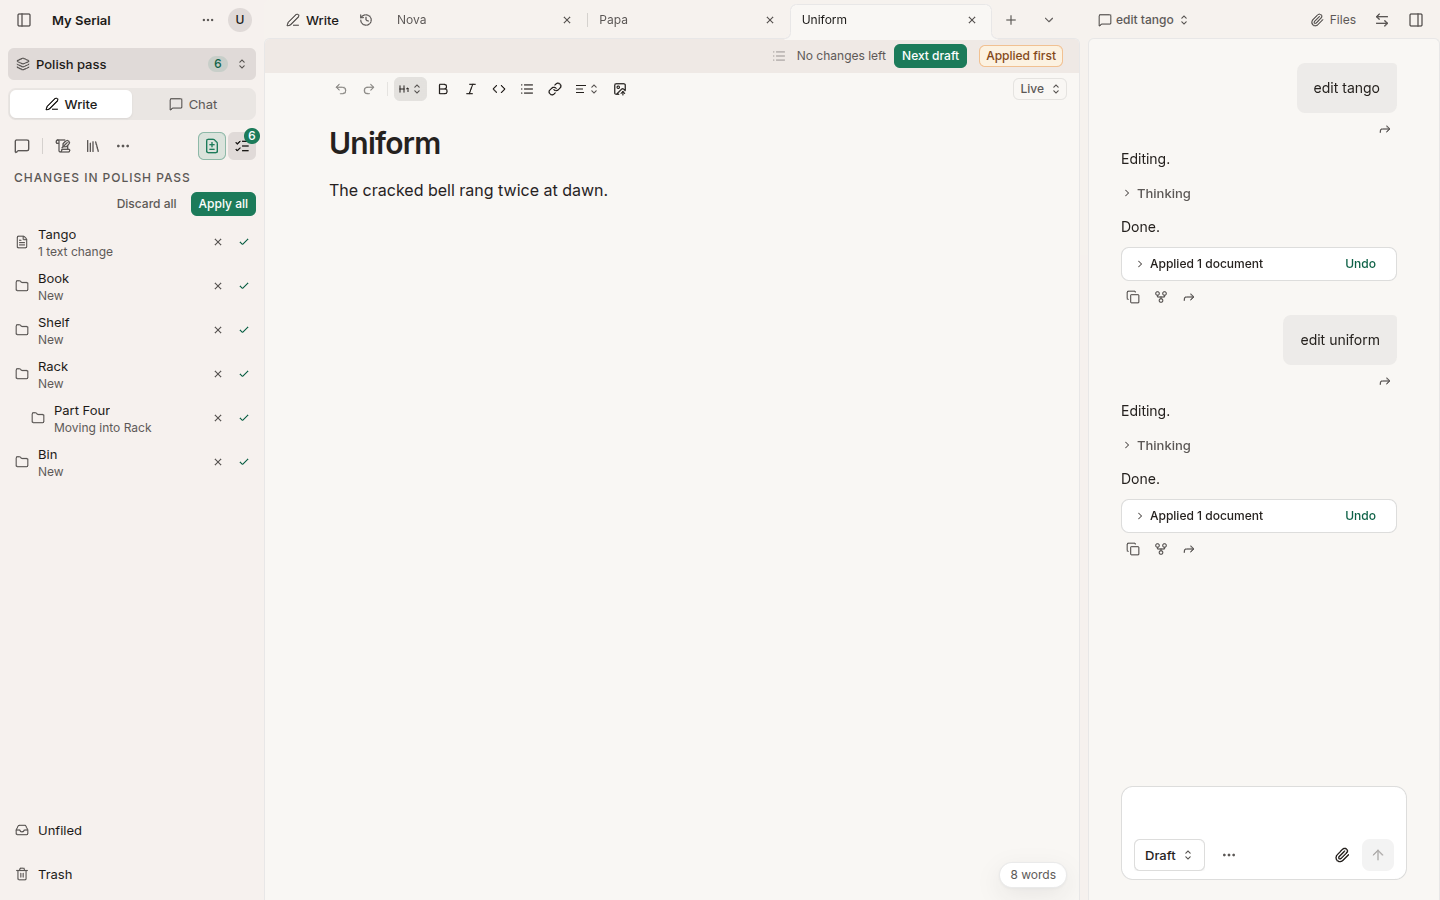 My Serial
U
Polish pass
6
Write
Chat
6
CHANGES IN POLISH PASS
Discard all
Apply all
Tango
1 text change
Book
New
Shelf
New
Rack
New
Part Four
Moving into Rack
Bin
New
Unfiled
Trash
Write
Nova
Papa
Uniform
No changes left
Next draft
Applied first
H1
B
I
Live
Uniform
The cracked bell rang twice at dawn.
8 words
edit tango
Files
edit tango
Editing.
Thinking
Done.
Applied 1 document
Undo
edit uniform
Editing.
Thinking
Done.
Applied 1 document
Undo
Draft